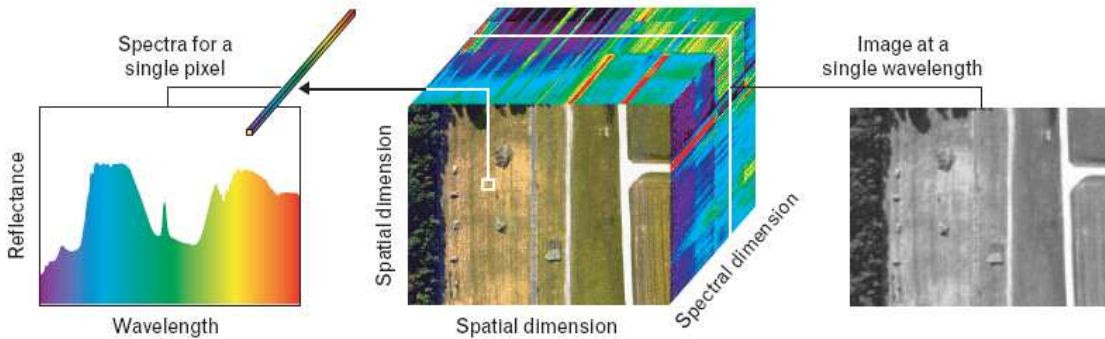 Spectra for a
single pixel
Reflectance
Wavelength
Spatial dimension
Spatial dimension
Spectral dimension
Image at a
single wavelength